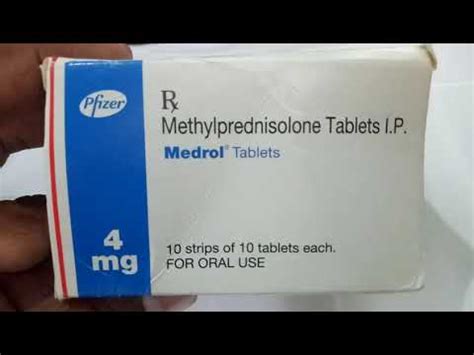 Pfizer
℞
Methylprednisolone Tablets I.P.
Medrol® Tablets
4
mg
10 strips of 10 tablets each.
FOR ORAL USE